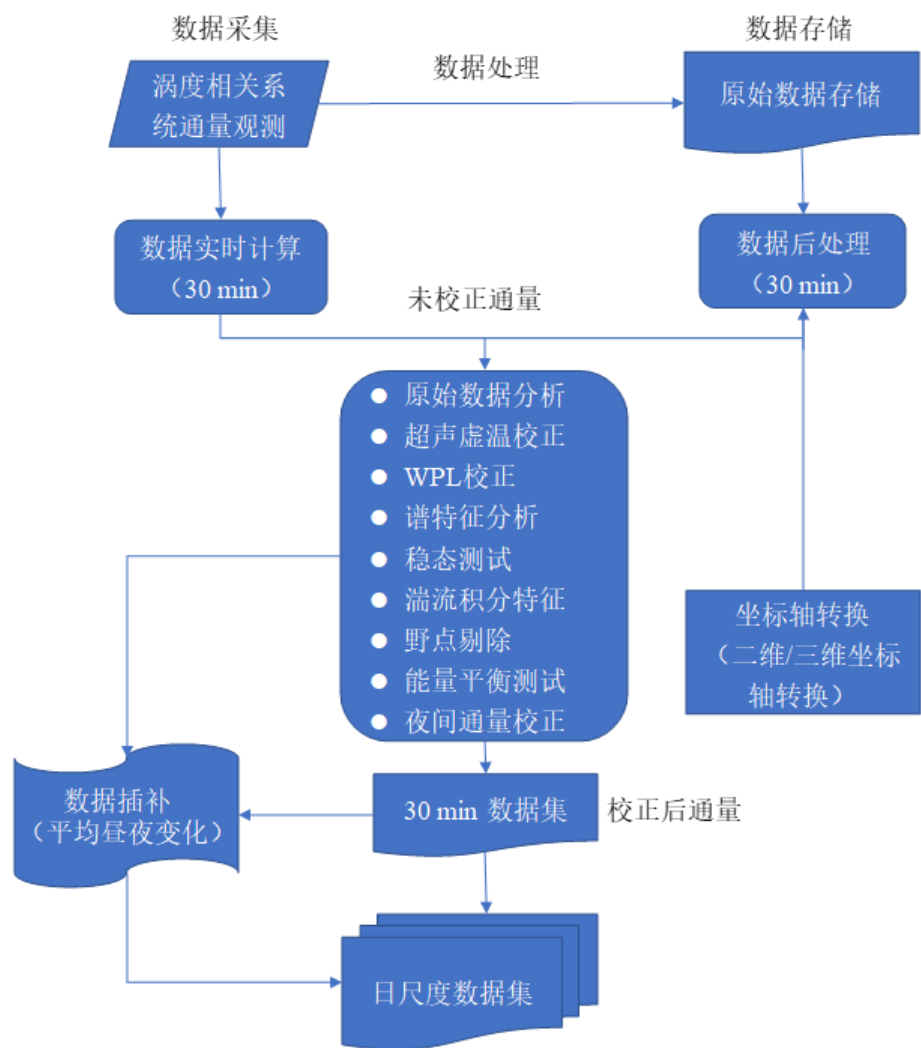 数据采集
数据存储
数据处理
涡度相关系
统通量观测
原始数据存储
数据实时计算
（30 min）
数据后处理
（30 min）
未校正通量
● 原始数据分析
● 超声虚温校正
● WPL校正
● 谱特征分析
● 稳态测试
● 湍流积分特征
● 野点剔除
● 能量平衡测试
● 夜间通量校正
坐标轴转换
（二维/三维坐标
轴转换）
数据插补
（平均昼夜变化）
30 min 数据集
校正后通量
日尺度数据集